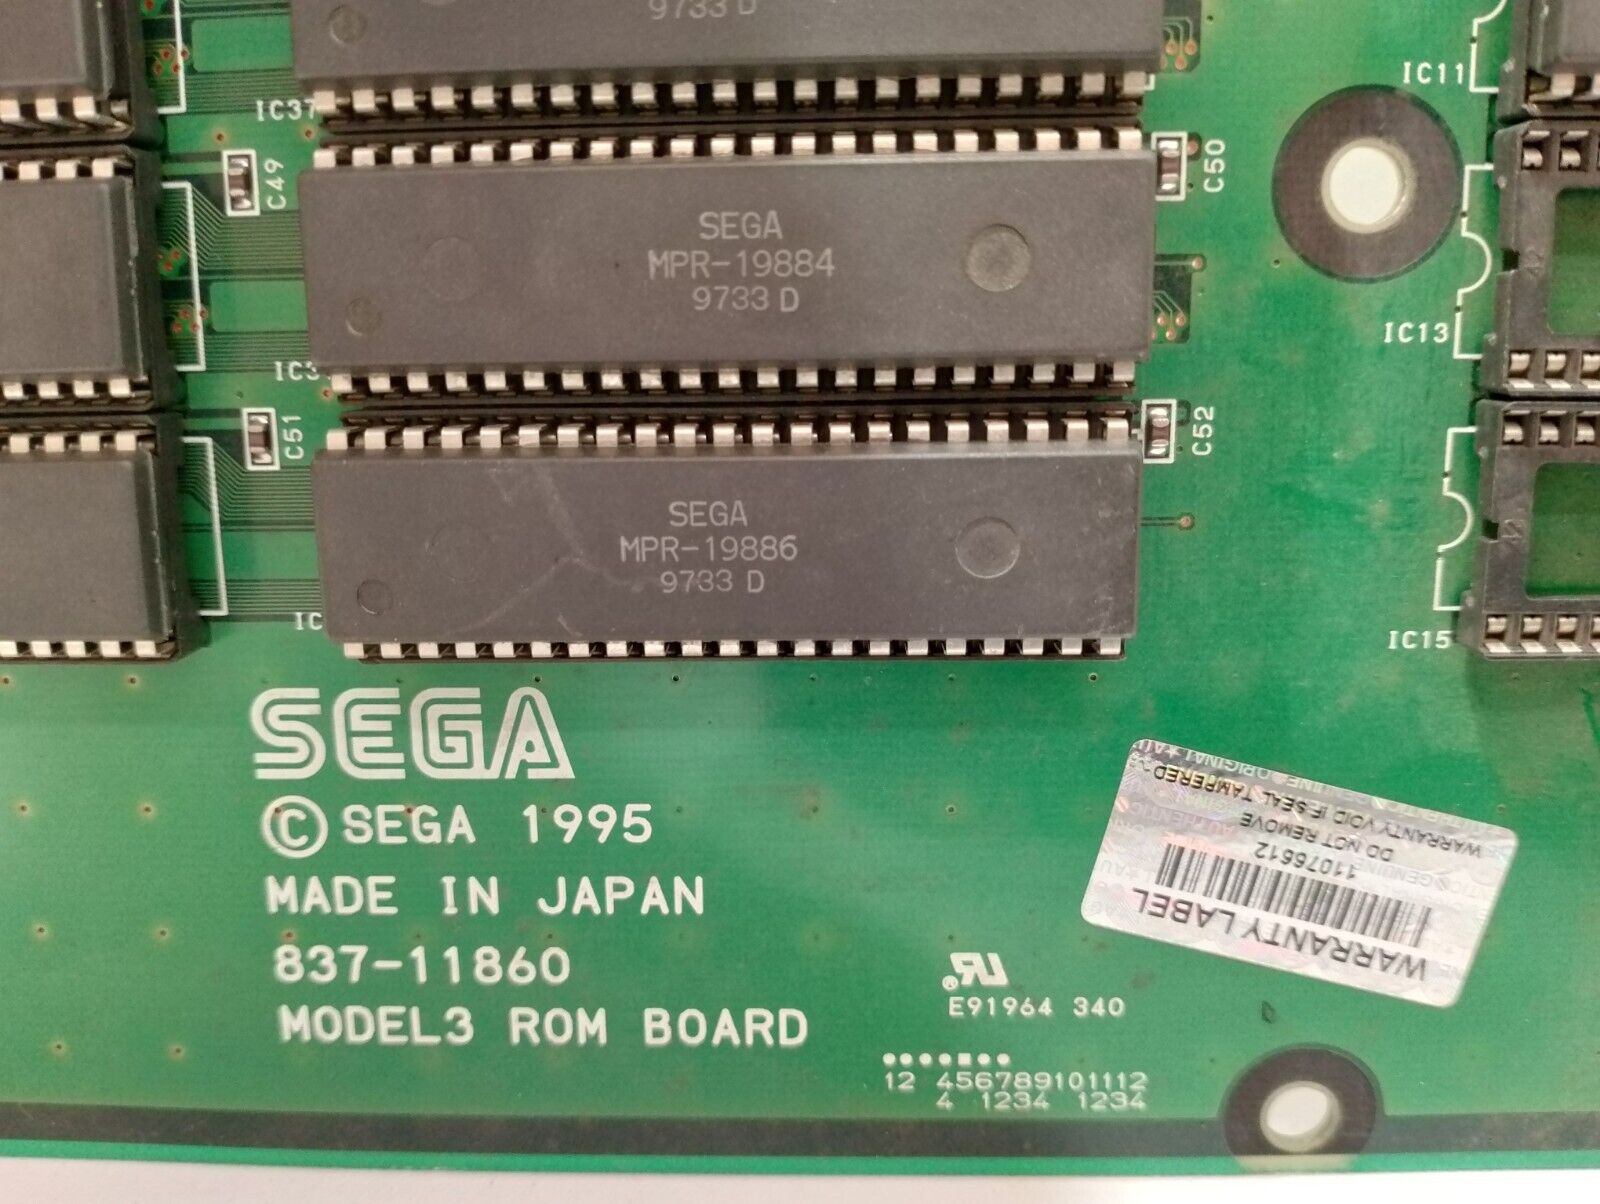 9733 D
IC11
IC37
C49
C50
SEGA
MPR-19884
9733 D
IC13
C51
C52
SEGA
MPR-19886
9733 D
IC15
SEGA
© SEGA 1995
MADE IN JAPAN
837-11860
MODEL3 ROM BOARD
WARRANTY LABEL
11076612
DO NOT REMOVE
WARRANTY VOID IF SEAL TAMPERED
E91964 340
12 456789101112
4 1234 1234